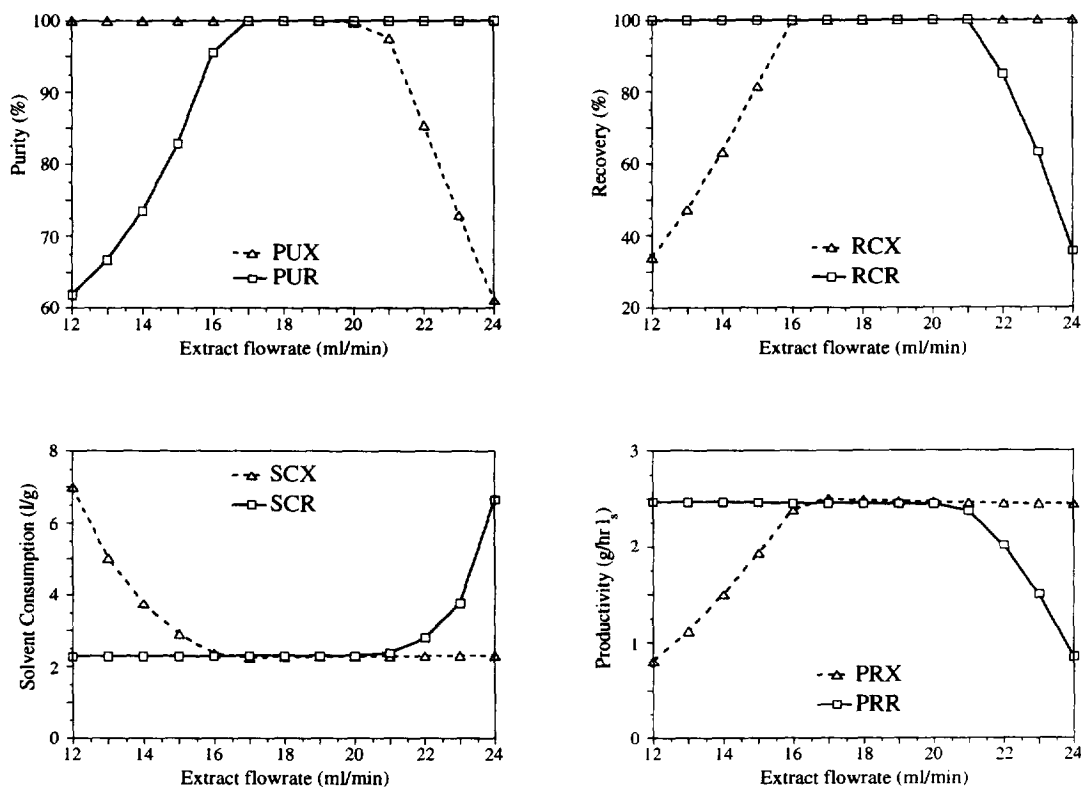 100
90
80
70
60
Purity (%)
PUX
PUR
12 14 16 18 20 22 24
Extract flowrate (ml/min)
100
80
60
40
20
Recovery (%)
RCX
RCR
12 14 16 18 20 22 24
Extract flowrate (ml/min)
8
6
4
2
0
Solvent Consumption (l/g)
SCX
SCR
12 14 16 18 20 22 24
Extract flowrate (ml/min)
3
2
1
0
Productivity (g/hr l_s)
PRX
PRR
12 14 16 18 20 22 24
Extract flowrate (ml/min)